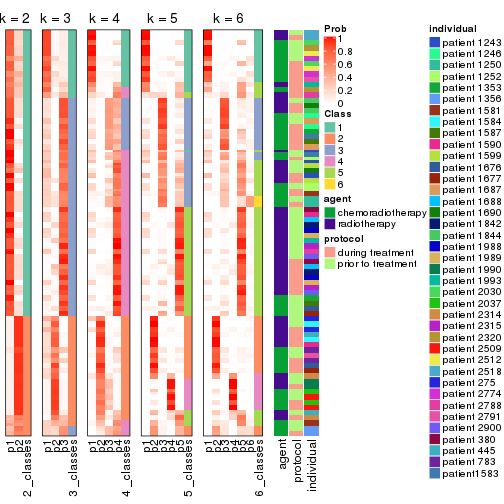 k = 2 k = 3 k = 4 k = 5 k = 6
Prob
1
0.8
0.6
0.4
0.2
0
Class
1
2
3
4
5
6
agent
chemoradiotherapy
radiotherapy
protocol
during treatment
prior to treatment
individual
patient 1243
patient 1246
patient 1250
patient 1252
patient 1353
patient 1356
patient 1581
patient 1584
patient 1587
patient 1590
patient 1599
patient 1676
patient 1677
patient 1687
patient 1688
patient 1690
patient 1842
patient 1844
patient 1988
patient 1989
patient 1990
patient 1993
patient 2030
patient 2037
patient 2314
patient 2315
patient 2320
patient 2509
patient 2512
patient 2518
patient 275
patient 2774
patient 2788
patient 2791
patient 2900
patient 380
patient 445
patient 783
patient1583
p1 p2 2_classes p1 p2 p3 3_classes p1 p2 p3 p4 4_classes p1 p2 p3 p4 p5 5_classes p1 p2 p3 p4 p5 p6 6_classes agent protocol individual